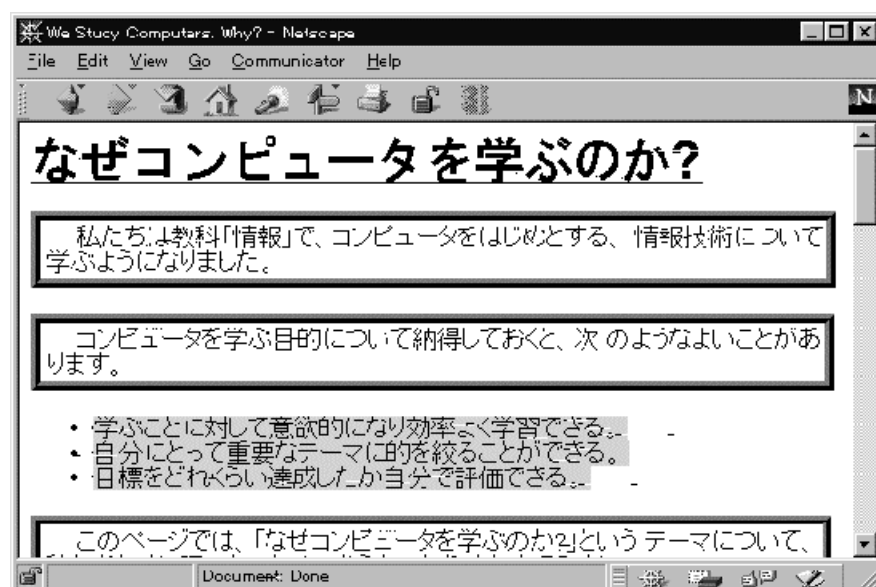 We Study Computers. Why? - Netscape
File Edit View Go Communicator Help
N
なぜコンピュータを学ぶのか?
私たちは教科「情報」で、コンピュータをはじめとする、情報技術について
学ぶようになりました。
コンピュータを学ぶ目的について納得しておくと、次のようなよいことがあ
ります。
• 学ぶことに対して意欲的になり効率よく学習できる。
• 自分にとって重要なテーマに的を絞ることができる。
• 目標をどれくらい達成したか自分で評価できる。
このページでは、「なぜコンピュータを学ぶのか?」というテーマについて、
Document: Done